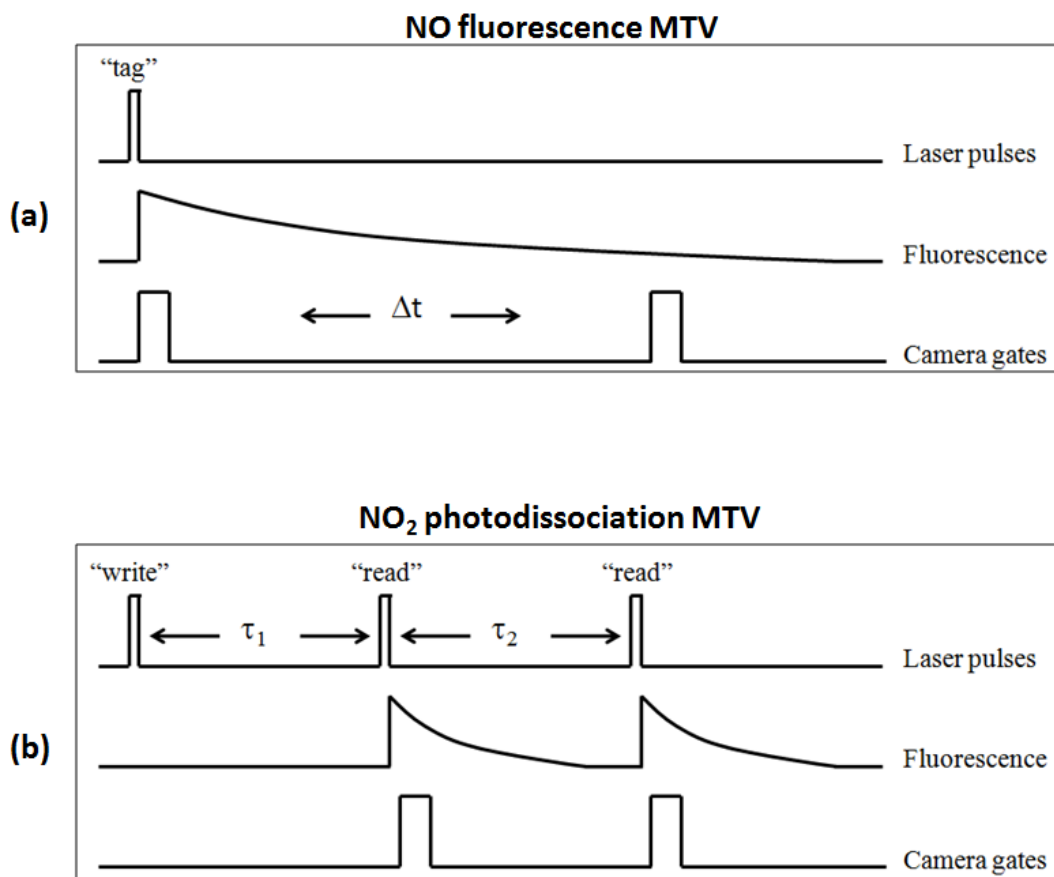 NO fluorescence MTV
“tag”
Laser pulses
(a)
Fluorescence
Δt
Camera gates
NO₂ photodissociation MTV
“write” “read” “read”
τ₁ τ₂
Laser pulses
(b)
Fluorescence
Camera gates